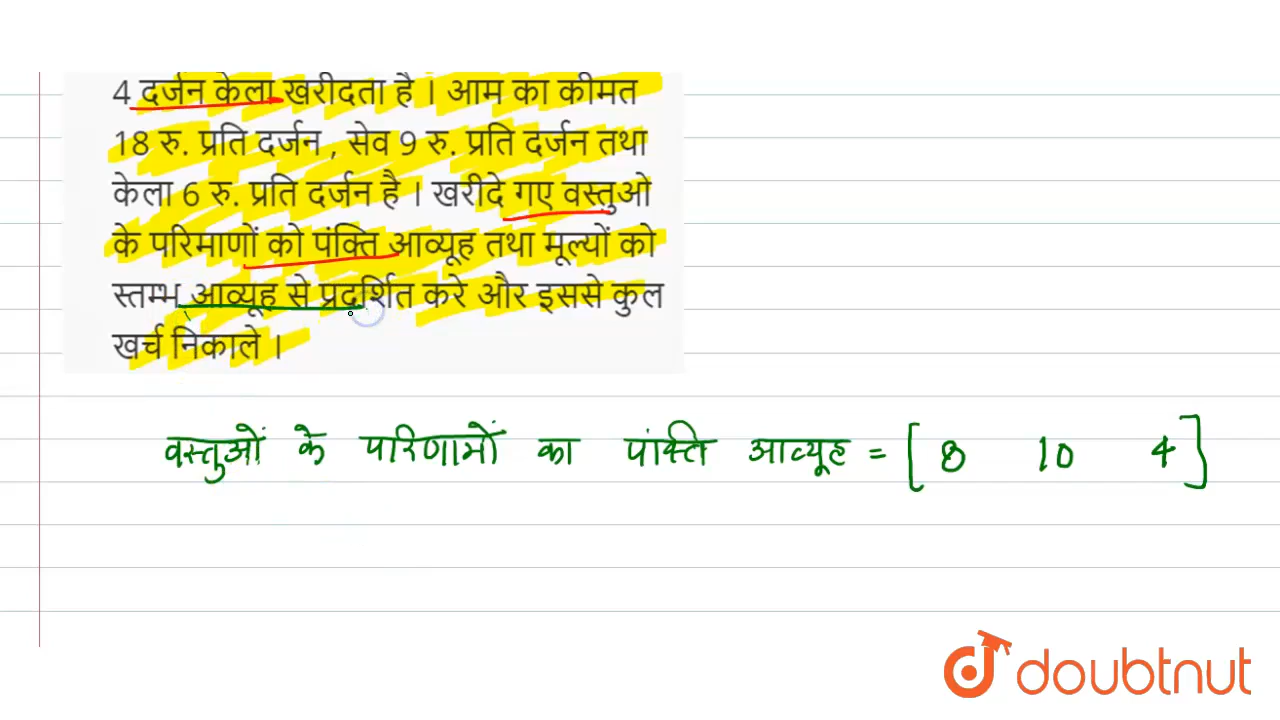 4 दर्जन केला खरीदता है । आम का कीमत
18 रु. प्रति दर्जन , सेव 9 रु. प्रति दर्जन तथा
केला 6 रु. प्रति दर्जन है । खरीदे गए वस्तुओ
के परिमाणों को पंक्ति आव्यूह तथा मूल्यों को
स्तम्भ आव्यूह से प्रदर्शित करे और इससे कुल
खर्च निकाले ।
वस्तुओं के परिणामों का पंक्ति आव्यूह = [ 8 10 4 ]
doubtnut